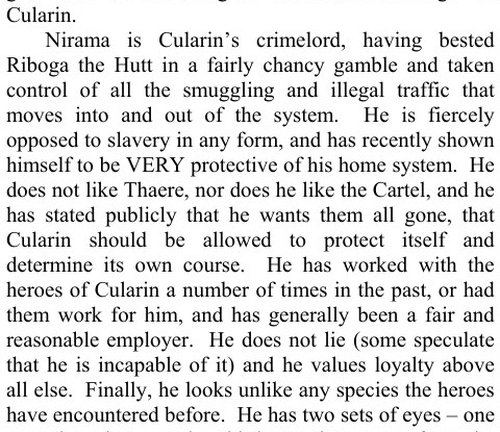 Cularin.
Nirama is Cularin's crimelord, having bested
Riboga the Hutt in a fairly chancy gamble and taken
control of all the smuggling and illegal traffic that
moves into and out of the system. He is fiercely
opposed to slavery in any form, and has recently shown
himself to be VERY protective of his home system. He
does not like Thaere, nor does he like the Cartel, and he
has stated publicly that he wants them all gone, that
Cularin should be allowed to protect itself and
determine its own course. He has worked with the
heroes of Cularin a number of times in the past, or had
them work for him, and has generally been a fair and
reasonable employer. He does not lie (some speculate
that he is incapable of it) and he values loyalty above
all else. Finally, he looks unlike any species the heroes
have encountered before. He has two sets of eyes – one